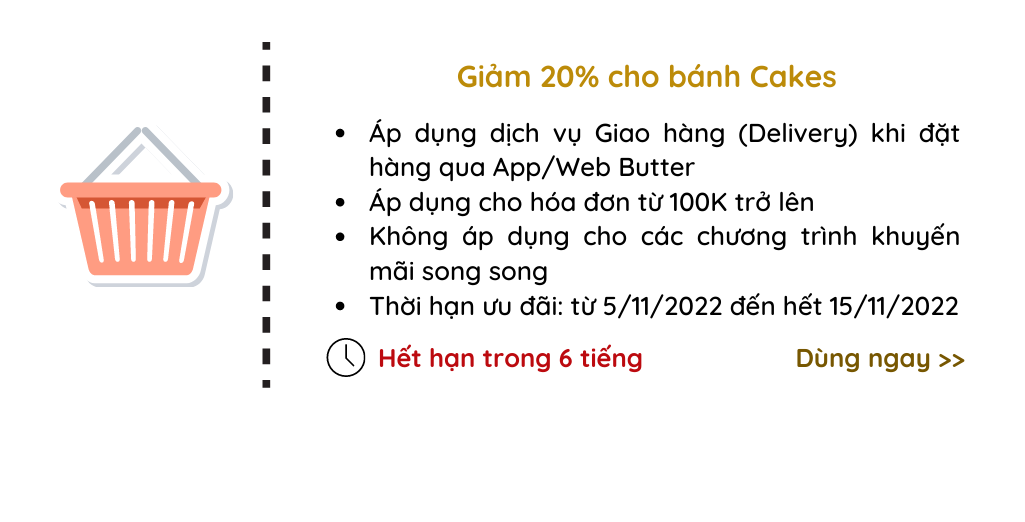 Giảm 20% cho bánh Cakes
• Áp dụng dịch vụ Giao hàng (Delivery) khi đặt
hàng qua App/Web Butter
• Áp dụng cho hóa đơn từ 100K trở lên
• Không áp dụng cho các chương trình khuyến
mãi song song
• Thời hạn ưu đãi: từ 5/11/2022 đến hết 15/11/2022
Hết hạn trong 6 tiếng
Dùng ngay >>